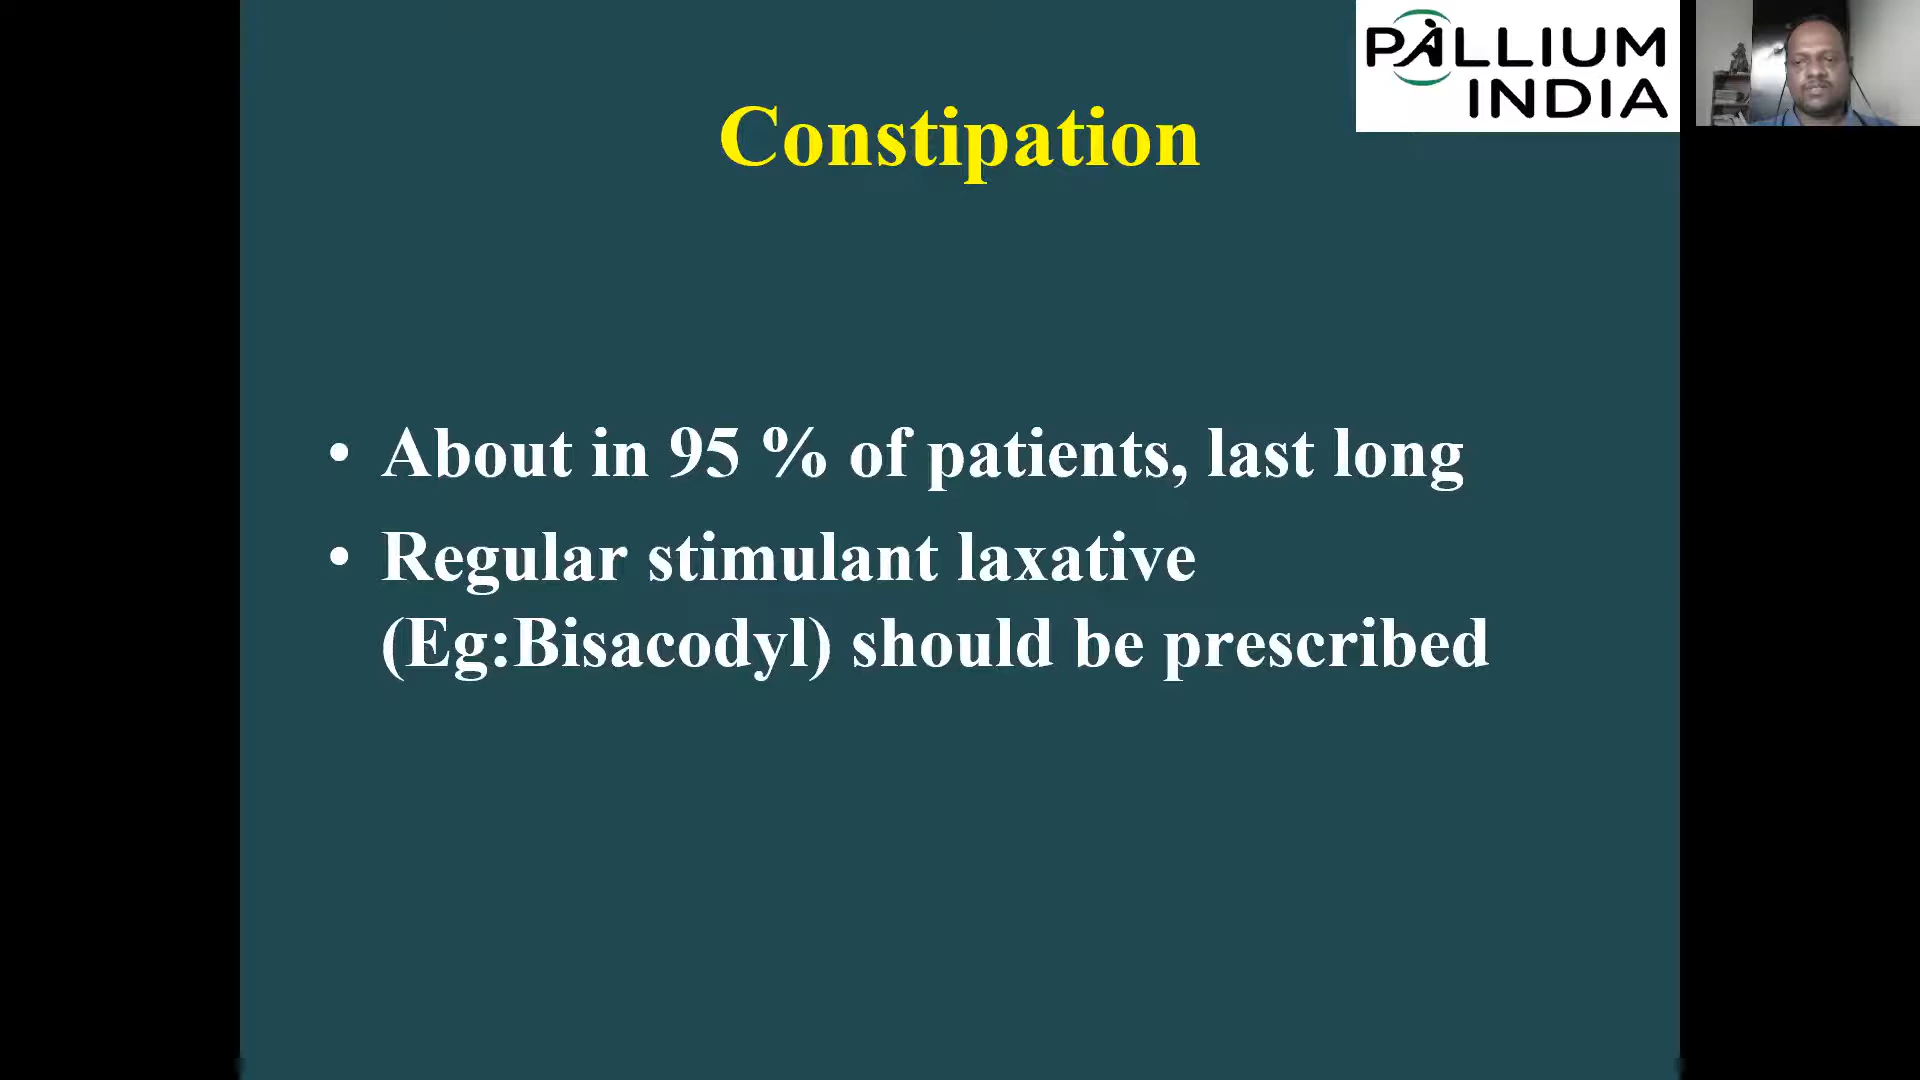 PALLIUM
INDIA
Constipation
• About in 95 % of patients, last long
• Regular stimulant laxative
(Eg:Bisacodyl) should be prescribed